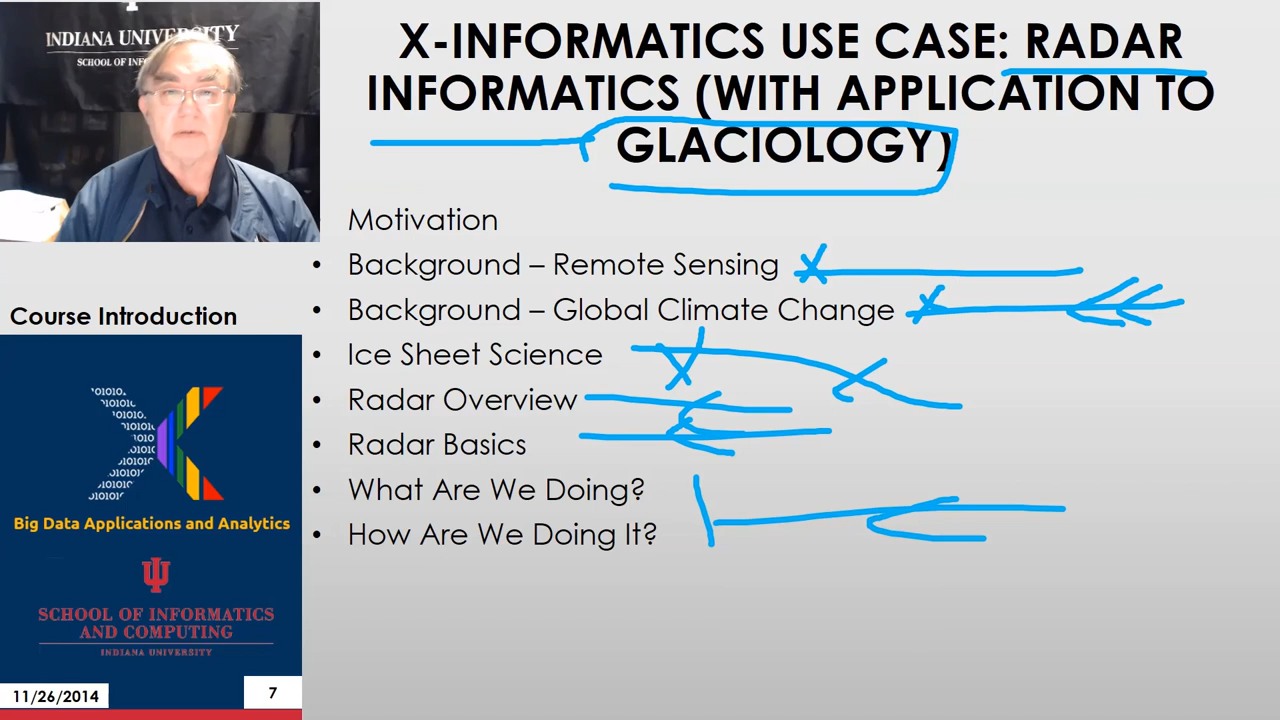 INDIANA UNIVERSITY
SCHOOL OF INF
X-INFORMATICS USE CASE: RADAR
INFORMATICS (WITH APPLICATION TO
GLACIOLOGY)
Motivation
• Background – Remote Sensing
• Background – Global Climate Change
• Ice Sheet Science
• Radar Overview
• Radar Basics
• What Are We Doing?
• How Are We Doing It?
Course Introduction
Big Data Applications and Analytics
SCHOOL OF INFORMATICS
AND COMPUTING
INDIANA UNIVERSITY
11/26/2014
7